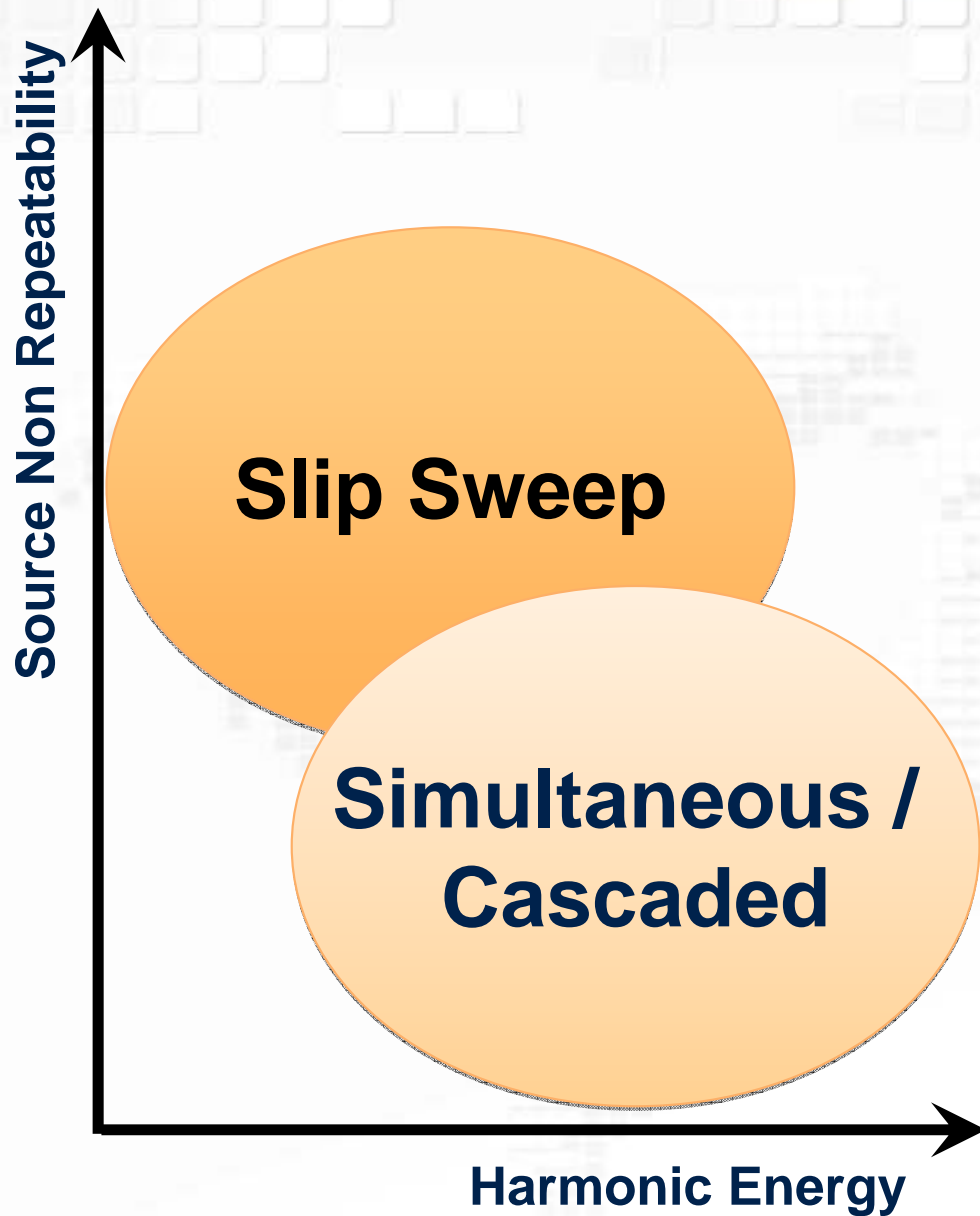 Source Non Repeatability
Slip Sweep
Simultaneous /
Cascaded
Harmonic Energy